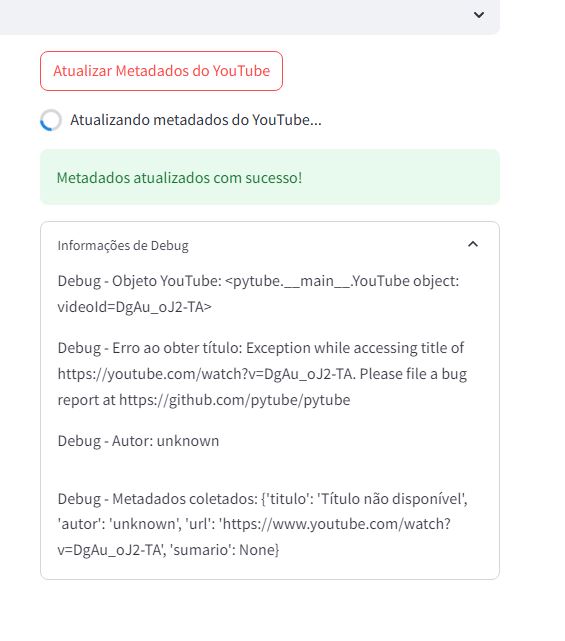 Atualizar Metadados do YouTube
Atualizando metadados do YouTube...
Metadados atualizados com sucesso!
Informações de Debug
Debug - Objeto YouTube: <pytube.__main__.YouTube object:
videoId=DgAu_oJ2-TA>
Debug - Erro ao obter título: Exception while accessing title of
https://youtube.com/watch?v=DgAu_oJ2-TA. Please file a bug
report at https://github.com/pytube/pytube
Debug - Autor: unknown
Debug - Metadados coletados: {'titulo': 'Título não disponível',
'autor': 'unknown', 'url': 'https://www.youtube.com/watch?
v=DgAu_oJ2-TA', 'sumario': None}